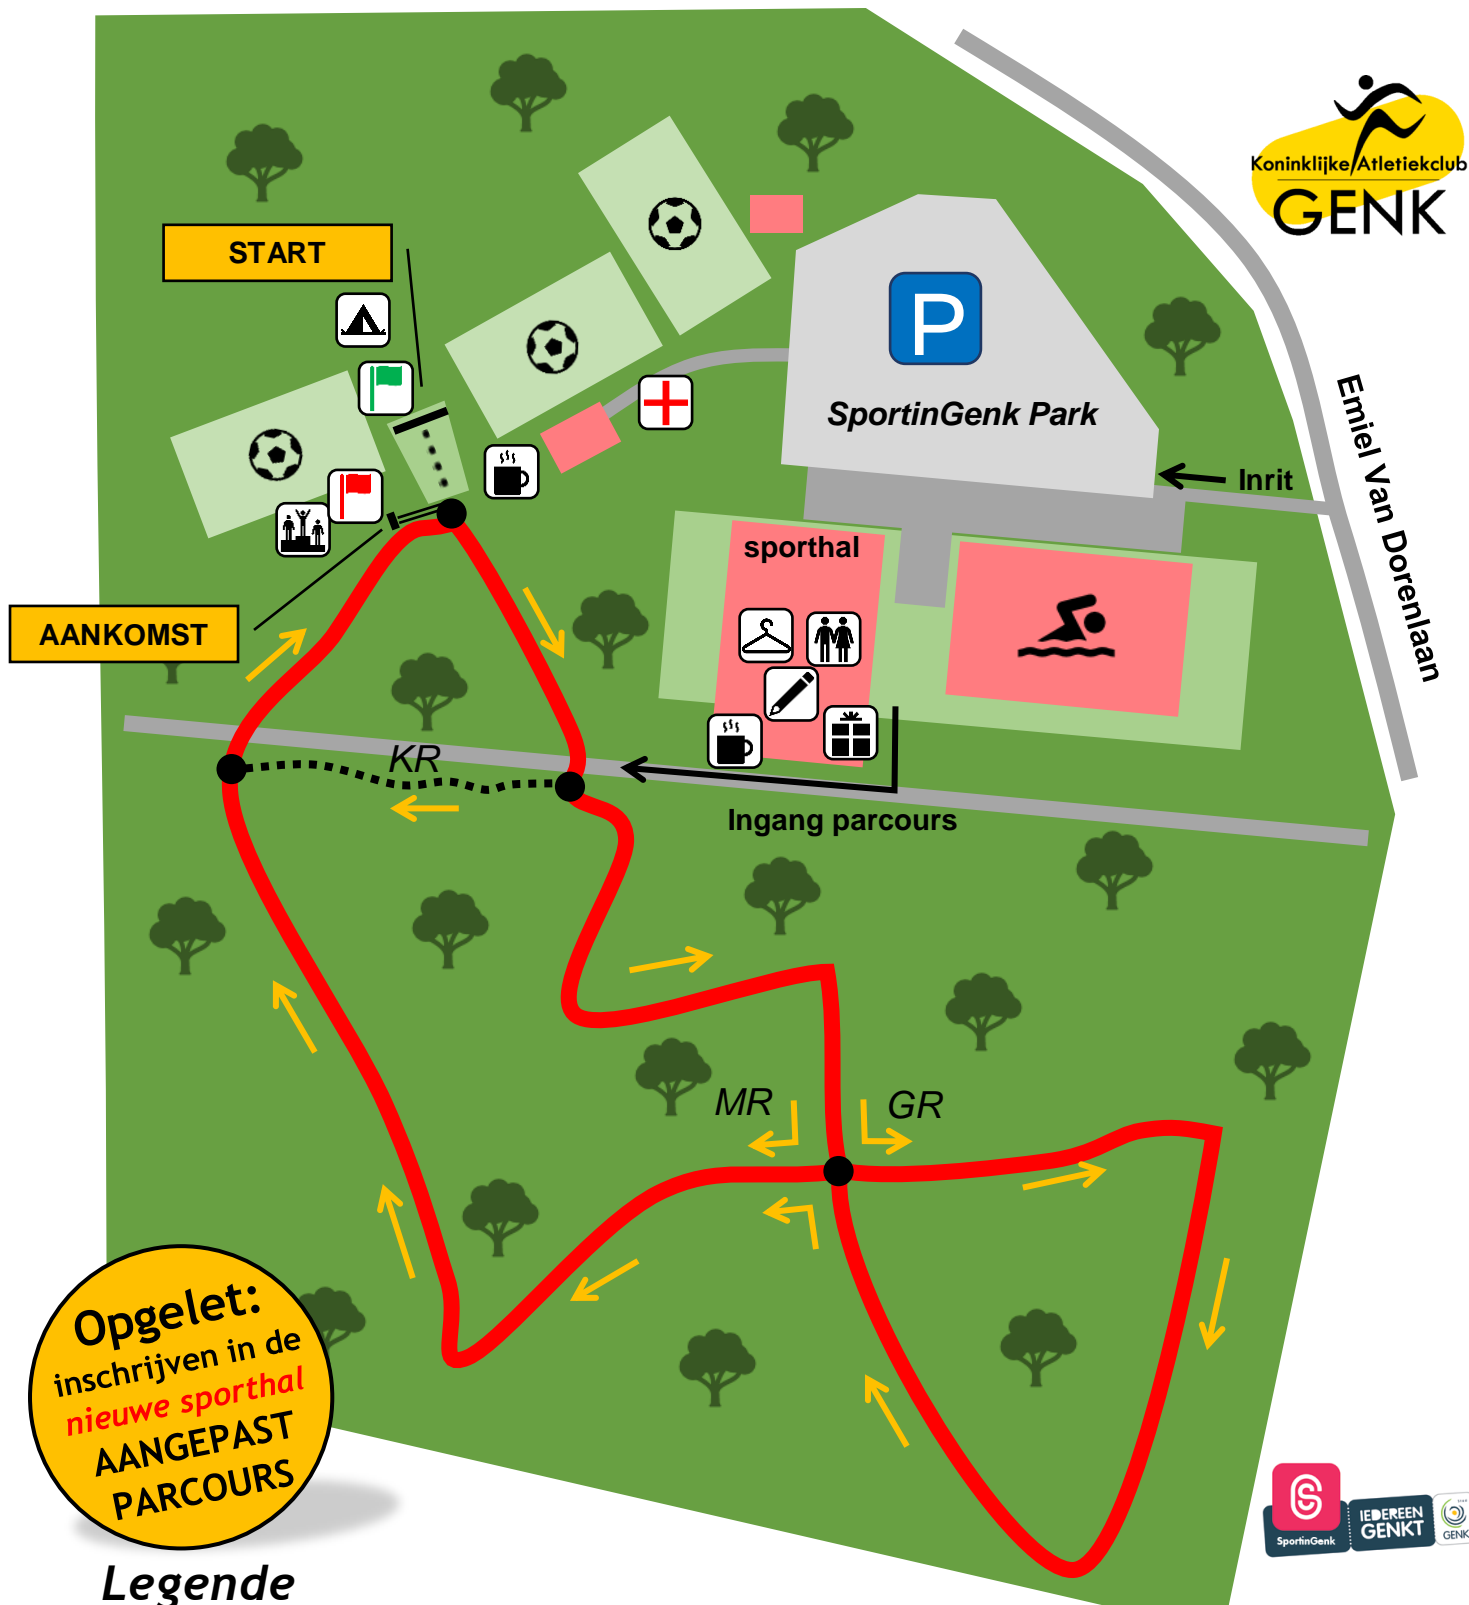 Koninklijke Atletiekclub
GENK
START
P
SportinGenk Park
Inrit
Emiel Van Dorenlaan
sporthal
AANKOMST
KR
Ingang parcours
MR
GR
Opgelet:
inschrijven in de
nieuwe sporthal
AANGEPAST
PARCOURS
Legende
SportinGenk
IEDEREEN
GENKT
GENK